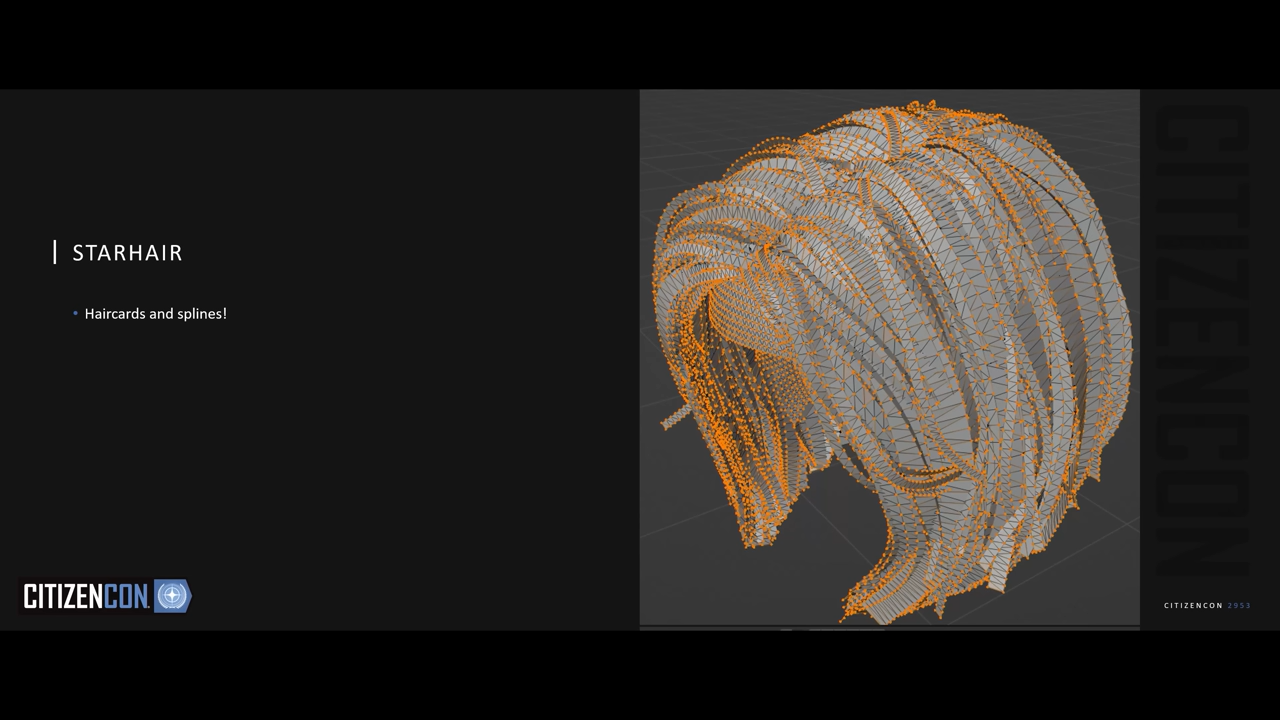 STARHAIR
• Haircards and splines!
CITIZENCON
CITIZENCON
CITIZENCON 2953